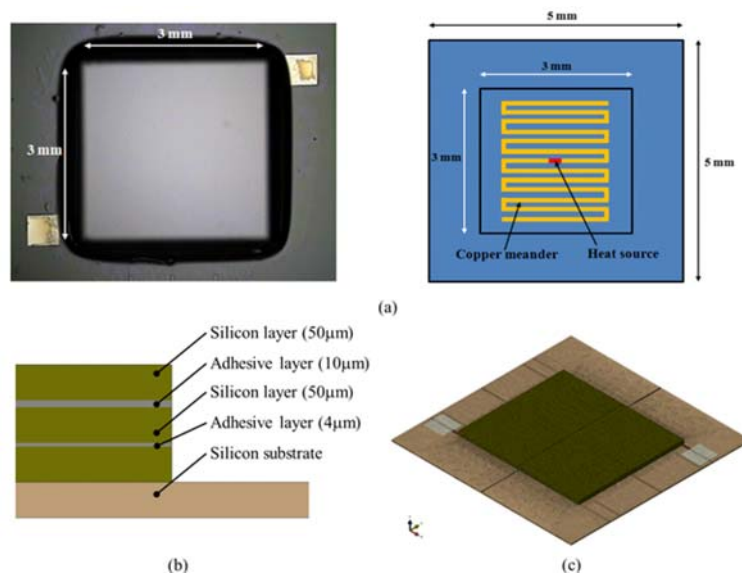 3 mm
3 mm
5 mm
3 mm
3 mm
5 mm
Copper meander
Heat source
(a)
Silicon layer (50μm)
Adhesive layer (10μm)
Silicon layer (50μm)
Adhesive layer (4μm)
Silicon substrate
(b)
(c)